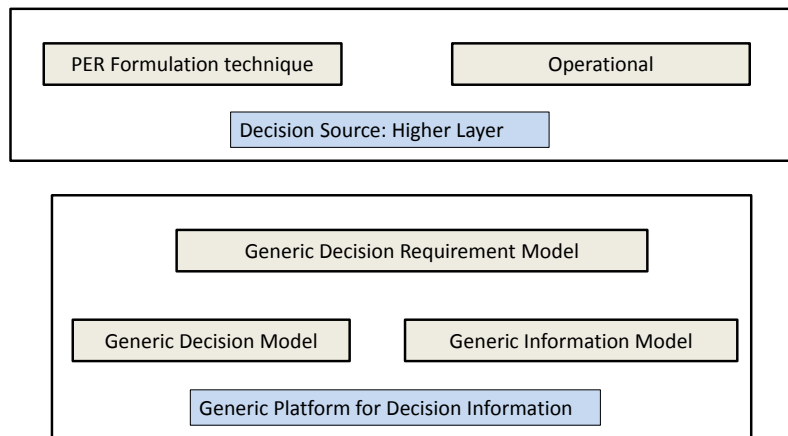 PER Formulation technique
Operational
Decision Source: Higher Layer
Generic Decision Requirement Model
Generic Decision Model
Generic Information Model
Generic Platform for Decision Information